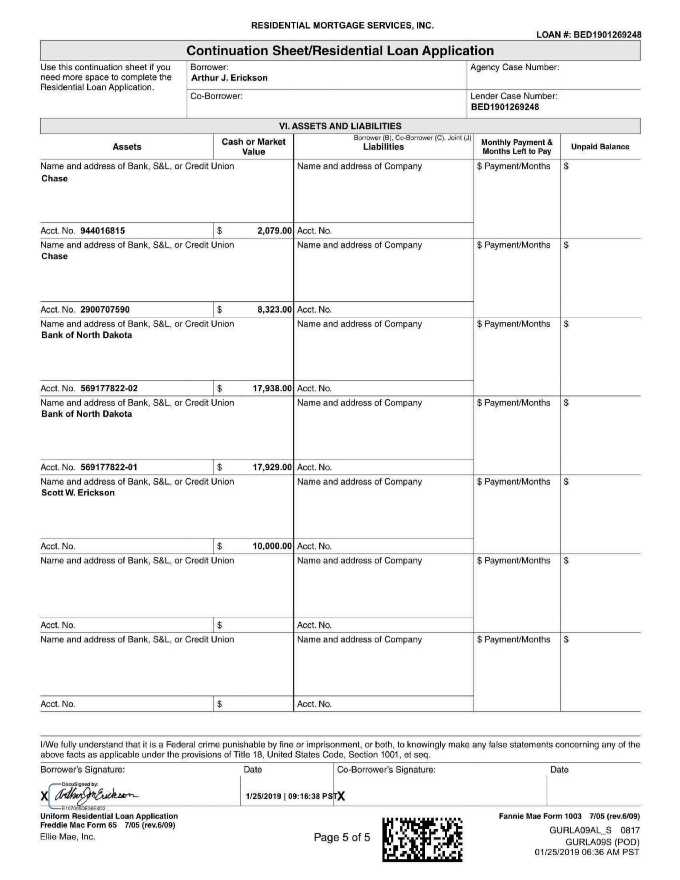 RESIDENTIAL MORTGAGE SERVICES, INC.
LOAN #: BED1901269248
Continuation Sheet/Residential Loan Application
Use this continuation sheet if you
need more space to complete the
Residential Loan Application.
Borrower:
Arthur J. Erickson
Agency Case Number:
Co-Borrower:
Lender Case Number:
BED1901269248
VI. ASSETS AND LIABILITIES
Assets
Cash or Market
Value
Borrower (B), Co-Borrower (C), Joint (J)
Liabilities
Monthly Payment &
Months Left to Pay
Unpaid Balance
Name and address of Bank, S&L, or Credit Union
Chase
Name and address of Company
$ Payment/Months
$
Acct. No. 944016815
$ 2,079.00
Acct. No.
Name and address of Bank, S&L, or Credit Union
Chase
Name and address of Company
$ Payment/Months
$
Acct. No. 2900707590
$ 8,323.00
Acct. No.
Name and address of Bank, S&L, or Credit Union
Bank of North Dakota
Name and address of Company
$ Payment/Months
$
Acct. No. 569177822-02
$ 17,938.00
Acct. No.
Name and address of Bank, S&L, or Credit Union
Bank of North Dakota
Name and address of Company
$ Payment/Months
$
Acct. No. 569177822-01
$ 17,929.00
Acct. No.
Name and address of Bank, S&L, or Credit Union
Scott W. Erickson
Name and address of Company
$ Payment/Months
$
Acct. No.
$ 10,000.00
Acct. No.
Name and address of Bank, S&L, or Credit Union
Name and address of Company
$ Payment/Months
$
Acct. No.
$
Acct. No.
Name and address of Bank, S&L, or Credit Union
Name and address of Company
$ Payment/Months
$
Acct. No.
$
Acct. No.
I/We fully understand that it is a Federal crime punishable by fine or imprisonment, or both, to knowingly make any false statements concerning any of the
above facts as applicable under the provisions of Title 18, United States Code, Section 1001, et seq.
Borrower's Signature:
Date
Co-Borrower's Signature:
Date
DocuSigned by:
X Arthur J Erickson
1/25/2019 | 09:16:38 PST
X
Uniform Residential Loan Application
Freddie Mac Form 65 7/05 (rev.6/09)
Ellie Mae, Inc.
Page 5 of 5
Fannie Mae Form 1003 7/05 (rev.6/09)
GURLA09AL_S 0817
GURLA09S (POD)
01/25/2019 06:36 AM PST